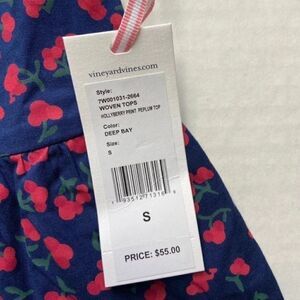 vineyardvines.com
Style:
7W001031-2664
WOVEN TOPS
HOLLYBERRY PRINT PEPLUM TOP
Color:
DEEP BAY
Size:
S
S
PRICE: $55.00